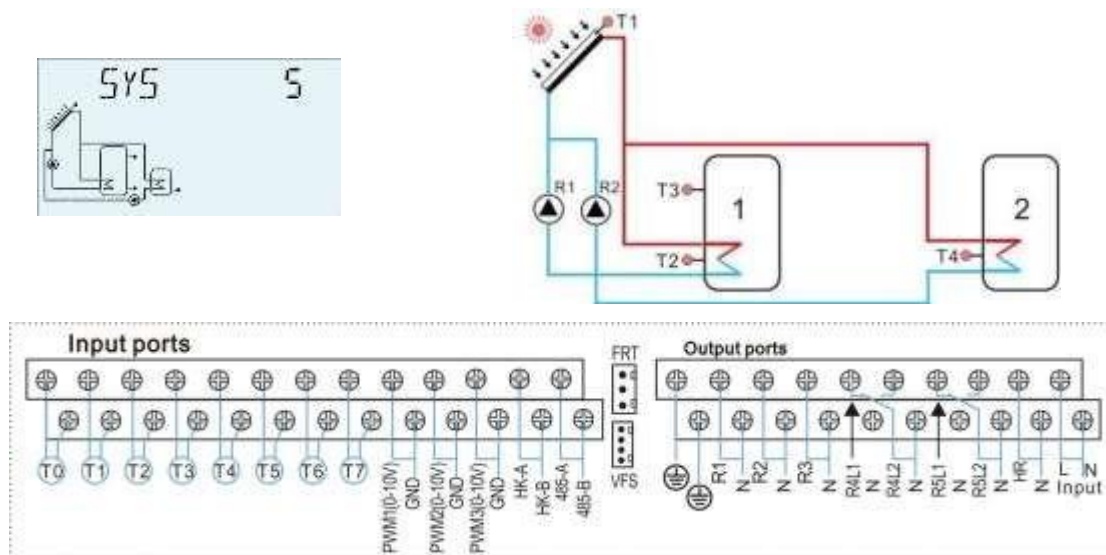 SYS 5
T1
R1 R2
T3 1 2
T2 T4
Input ports
FRT
Output ports
T0 T1 T2 T3 T4 T5 T6 T7
PWM1(0-10V)
GND
PWM2(0-10V)
GND
PWM3(0-10V)
GND
HK-A
HK-B
485-A
485-B
VFS
R1
N
R2
N
R3
N
R4L1
N
R4L2
N
R5L1
N
R5L2
N
HR
N
L N
Input